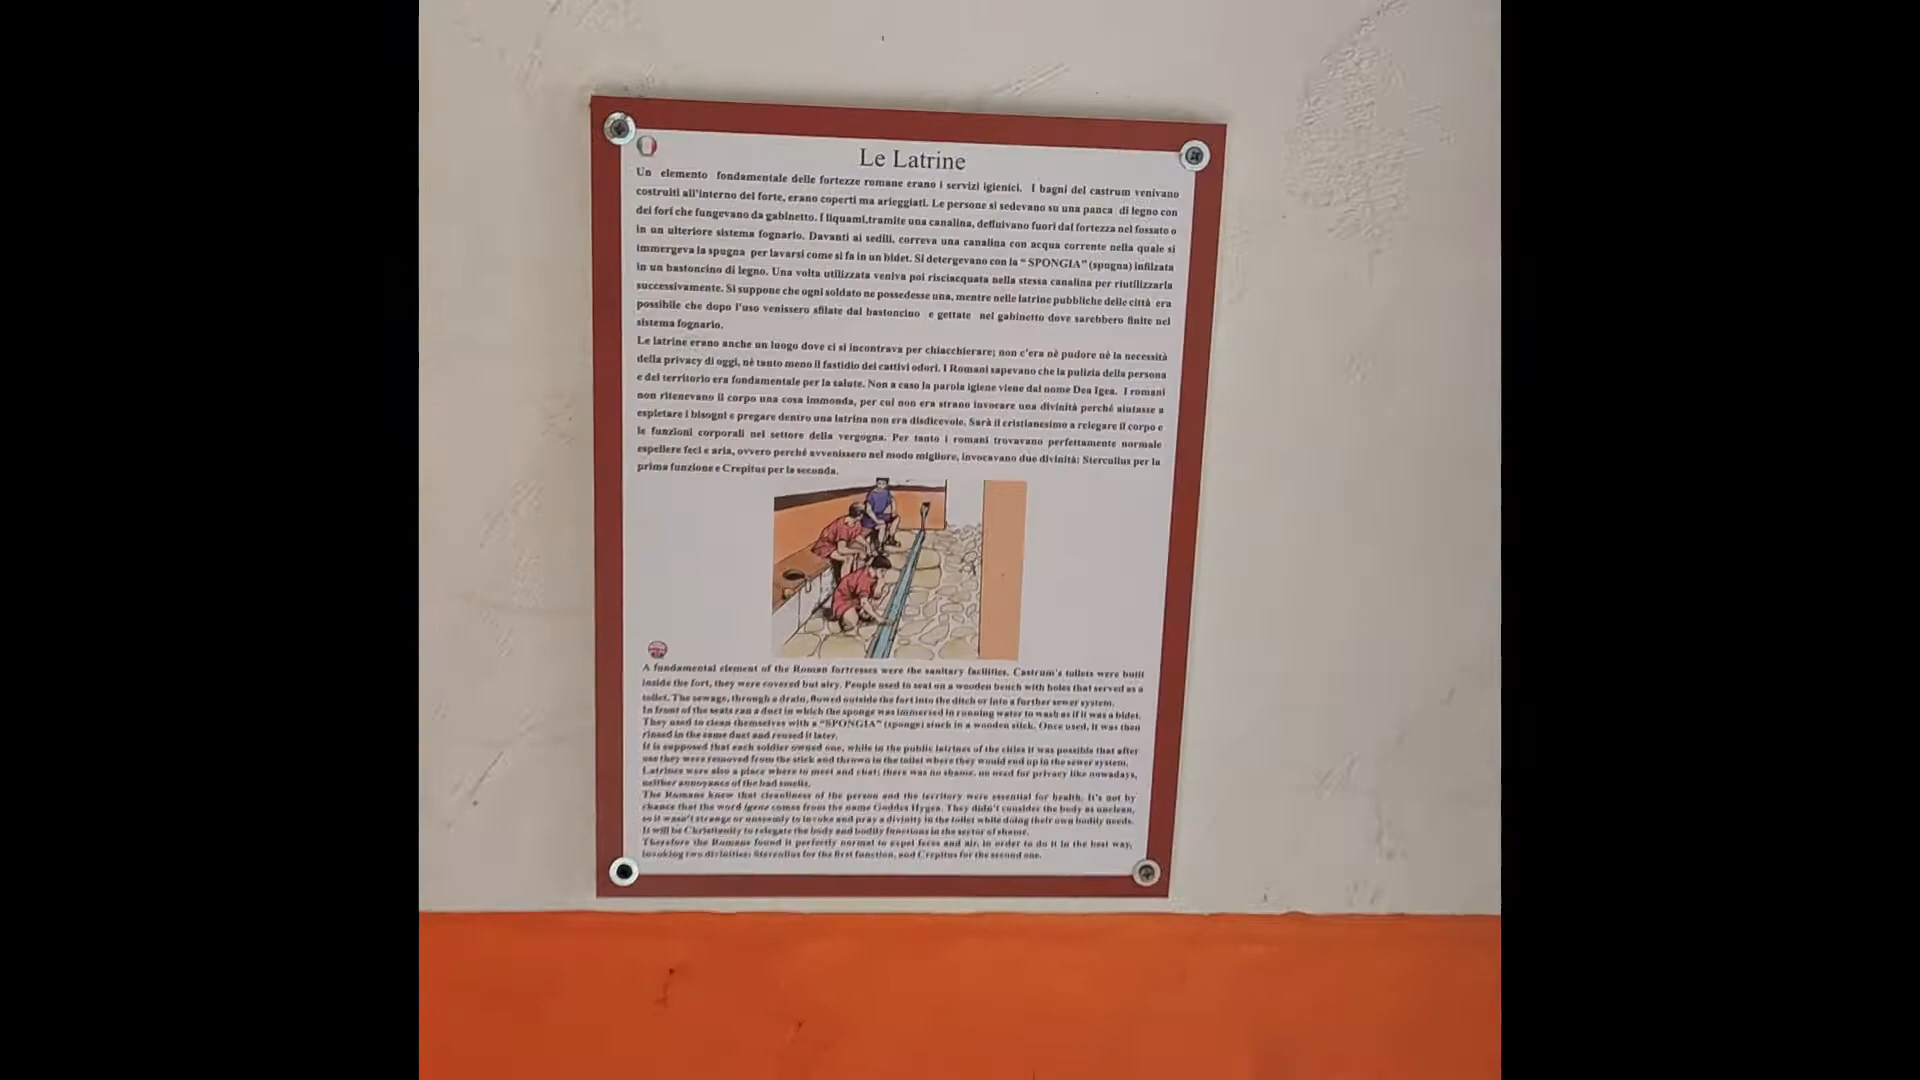 Le Latrine
Un elemento fondamentale delle fortezze romane erano i servizi igienici. I bagni del castrum venivano
costruiti all'interno del forte, erano coperti ma arieggiati. Le persone si sedevano su una panca di legno con
dei fori che fungevano da gabinetto. I liquami,tramite una canalina, defluivano fuori dal fortezza nel fossato o
in un ulteriore sistema fognario. Davanti ai sedili, correva una canalina con acqua corrente nella quale si
immergeva la spugna per lavarsi come si fa in un bidet. Si detergevano con la " SPONGIA" (spugna) infilzata
in un bastoncino di legno. Una volta utilizzata veniva poi risciacquata nella stessa canalina per riutilizzarla
successivamente. Si suppone che ogni soldato ne possedesse una, mentre nelle latrine pubbliche delle città era
possibile che dopo l'uso venissero sfilate dal bastoncino e gettate nel gabinetto dove sarebbero finite nel
sistema fognario.
Le latrine erano anche un luogo dove ci si incontrava per chiacchierare; non c'era nè pudore nè la necessità
della privacy di oggi, nè tanto meno il fastidio dei cattivi odori. I Romani sapevano che la pulizia della persona
e del territorio era fondamentale per la salute. Non a caso la parola igiene viene dal nome Dea Igea. I romani
non ritenevano il corpo una cosa immonda, per cui non era strano invocare una divinità perché aiutasse a
espletare i bisogni e pregare dentro una latrina non era disdicevole. Sarà il cristianesimo a relegare il corpo e
le funzioni corporali nel settore della vergogna. Per tanto i romani trovavano perfettamente normale
espellere feci e aria, ovvero perché avvenissero nel modo migliore, invocavano due divinità: Sterculius per la
prima funzione e Crepitus per la seconda.
A fundamental element of the Roman fortresses were the sanitary facilities. Castrum's toilets were built
inside the fort, they were covered but airy. People used to seat on a wooden bench with holes that served as a
toilet. The sewage, through a drain, flowed outside the fort into the ditch or into a further sewer system.
In front of the seats ran a duct in which the sponge was immersed in running water to wash as if it was a bidet.
They used to clean themselves with a "SPONGIA" (sponge) stuck in a wooden stick. Once used, it was then
rinsed in the same duct and reused it later.
It is supposed that each soldier owned one, while in the public latrines of the cities it was possible that after
use they were removed from the stick and thrown in the toilet where they would end up in the sewer system.
Latrines were also a place where to meet and chat; there was no shame, no need for privacy like nowadays,
neither annoyance of the bad smells.
The Romans knew that cleanliness of the person and the territory were essential for health. It's not by
chance that the word igene comes from the name Goddes Hygea. They didn't consider the body as unclean,
so it wasn't strange or unseemly to invoke and pray a divinity in the toilet while doing their own bodily needs.
It will be Christianity to relegate the body and bodily functions in the sector of shame.
Therefore the Romans found it perfectly normal to expel feces and air, in order to do it in the best way,
invoking two divinities: Sterculius for the first function, and Crepitus for the second one.